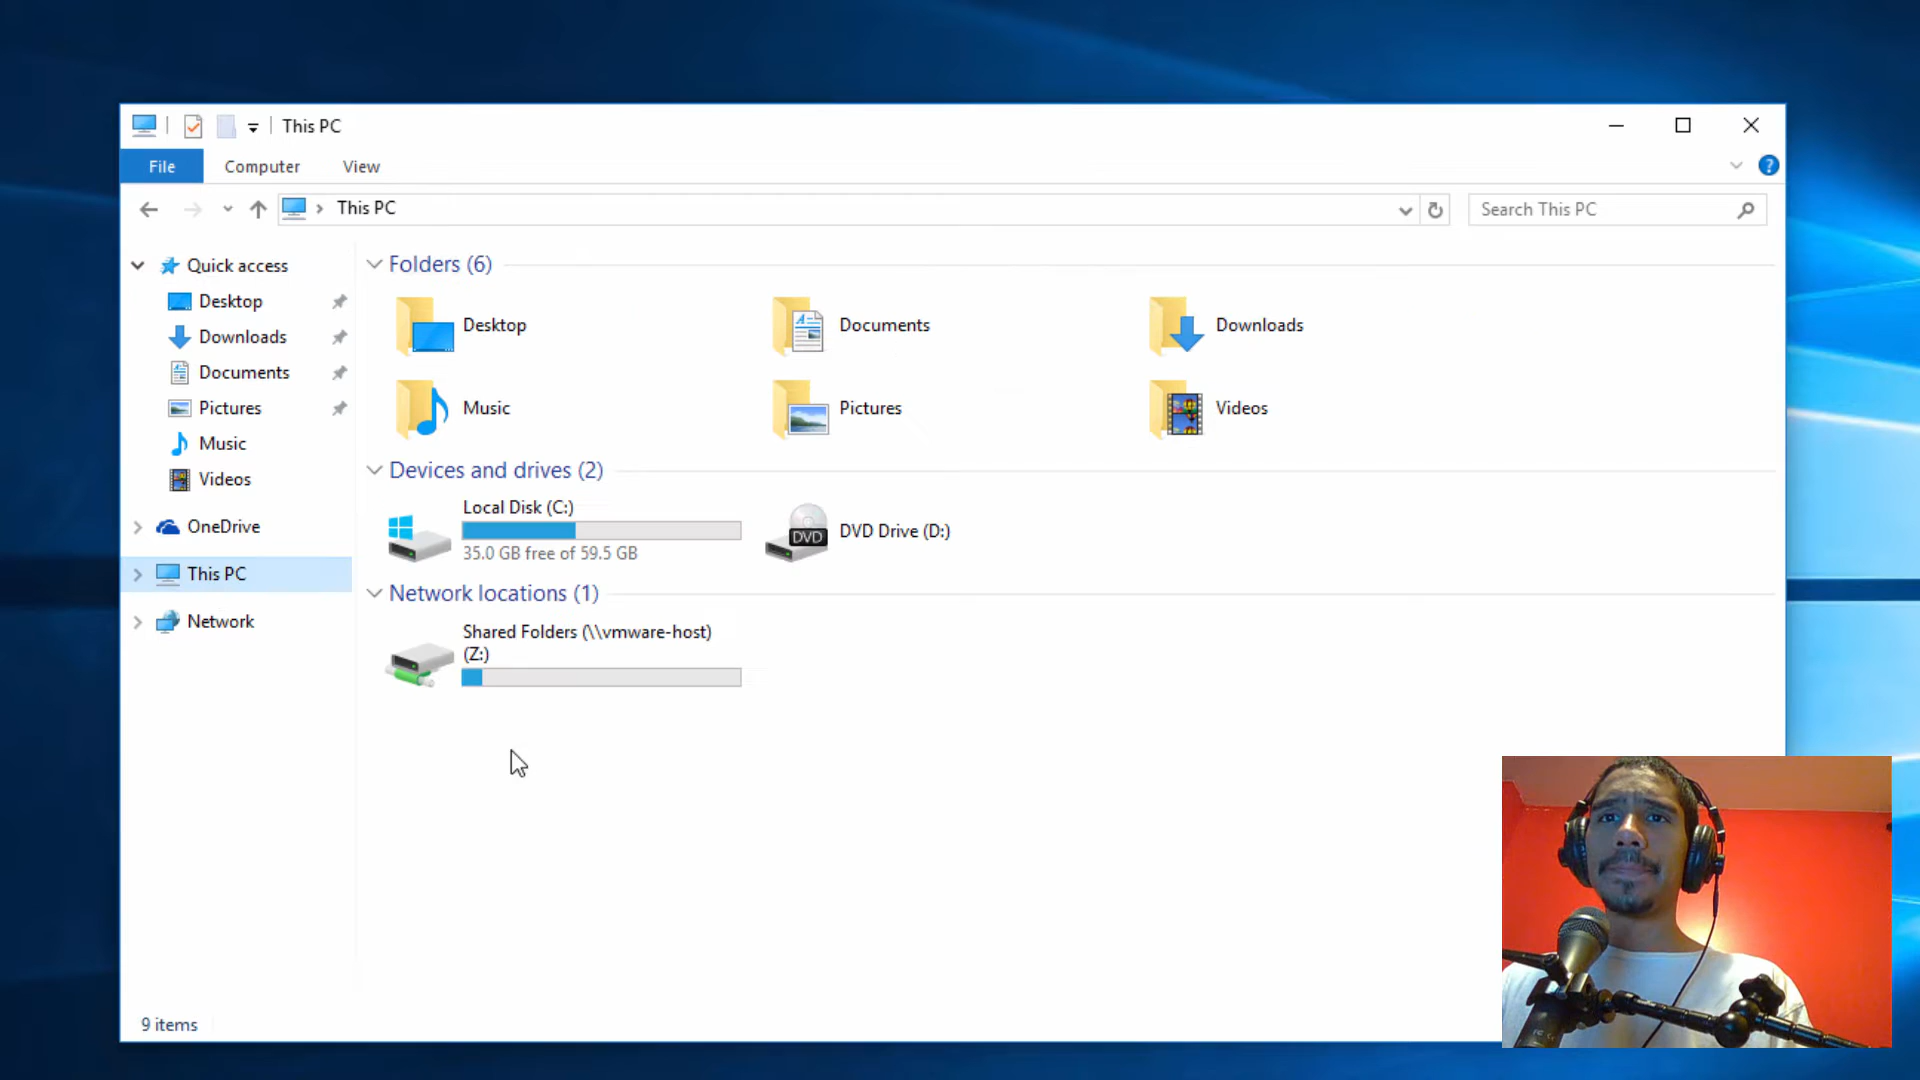 This PC
File
Computer
View
?
This PC
Search This PC
Quick access
Desktop
Downloads
Documents
Pictures
Music
Videos
OneDrive
This PC
Network
Folders (6)
Desktop
Documents
Downloads
Music
Pictures
Videos
Devices and drives (2)
Local Disk (C:)
35.0 GB free of 59.5 GB
DVD
DVD Drive (D:)
Network locations (1)
Shared Folders (\\vmware-host)
(Z:)
9 items